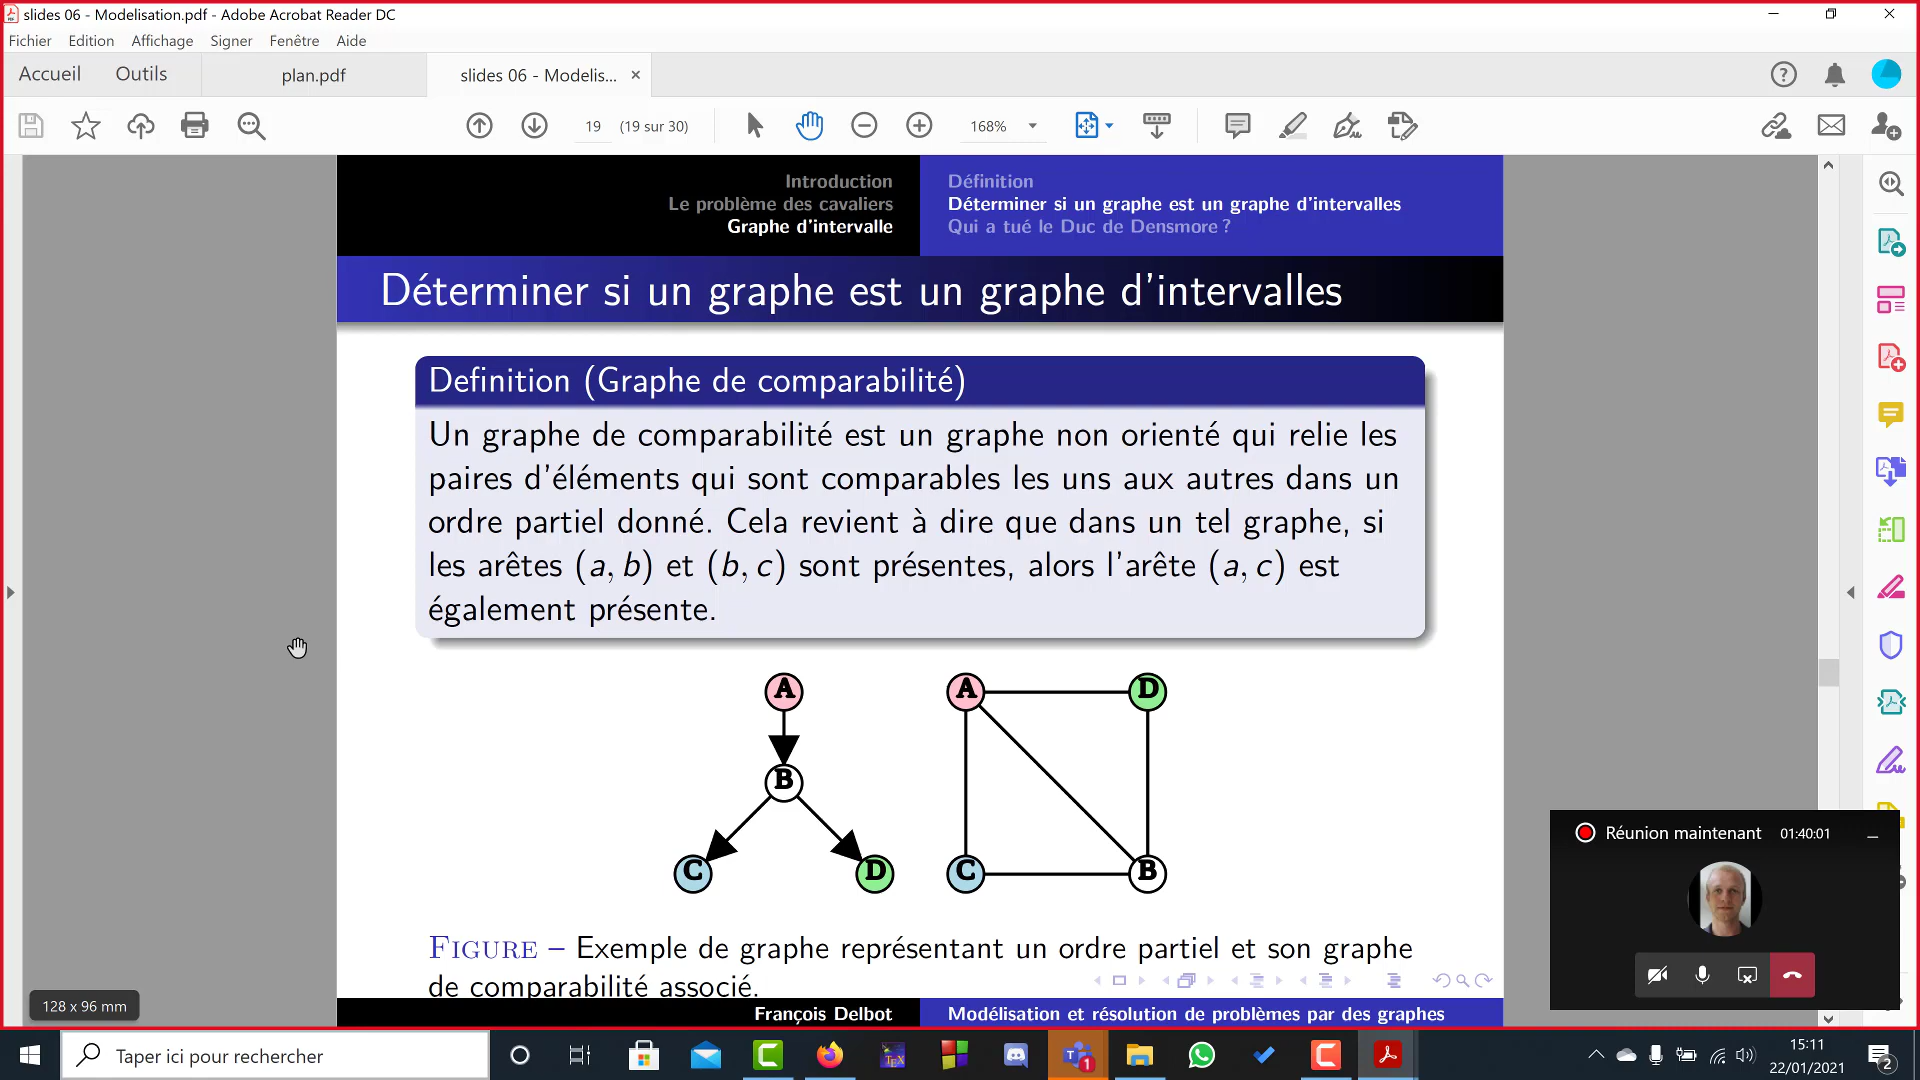 slides 06 - Modelisation.pdf - Adobe Acrobat Reader DC
Fichier Edition Affichage Signer Fenêtre Aide
Accueil Outils plan.pdf slides 06 - Modelis...
19 (19 sur 30) 168%
Introduction
Le problème des cavaliers
Graphe d'intervalle
Définition
Déterminer si un graphe est un graphe d'intervalles
Qui a tué le Duc de Densmore ?
Déterminer si un graphe est un graphe d'intervalles
Definition (Graphe de comparabilité)
Un graphe de comparabilité est un graphe non orienté qui relie les
paires d'éléments qui sont comparables les uns aux autres dans un
ordre partiel donné. Cela revient à dire que dans un tel graphe, si
les arêtes (a, b) et (b, c) sont présentes, alors l'arête (a, c) est
également présente.
A A D
B
C D C B
FIGURE – Exemple de graphe représentant un ordre partiel et son graphe
de comparabilité associé.
François Delbot Modélisation et résolution de problèmes par des graphes
128 x 96 mm
Réunion maintenant 01:40:01
Taper ici pour rechercher
TEX
1
15:11
22/01/2021
2